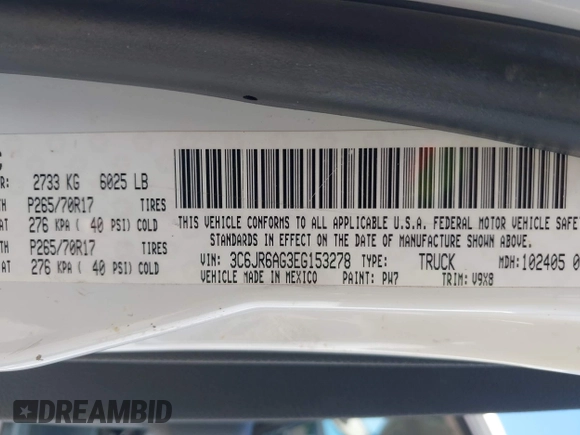 2733 KG 6025 LB
P265/70R17 TIRES
276 KPA ( 40 PSI) COLD
P265/70R17 TIRES
276 KPA ( 40 PSI) COLD
THIS VEHICLE CONFORMS TO ALL APPLICABLE U.S.A. FEDERAL MOTOR VEHICLE SAFE
STANDARDS IN EFFECT ON THE DATE OF MANUFACTURE SHOWN ABOVE.
VIN: 3C6JR6AG3EG153278 TYPE: TRUCK MDH: 102405 0
VEHICLE MADE IN MEXICO PAINT: PW7 TRIM: V9X8
DREAMBID